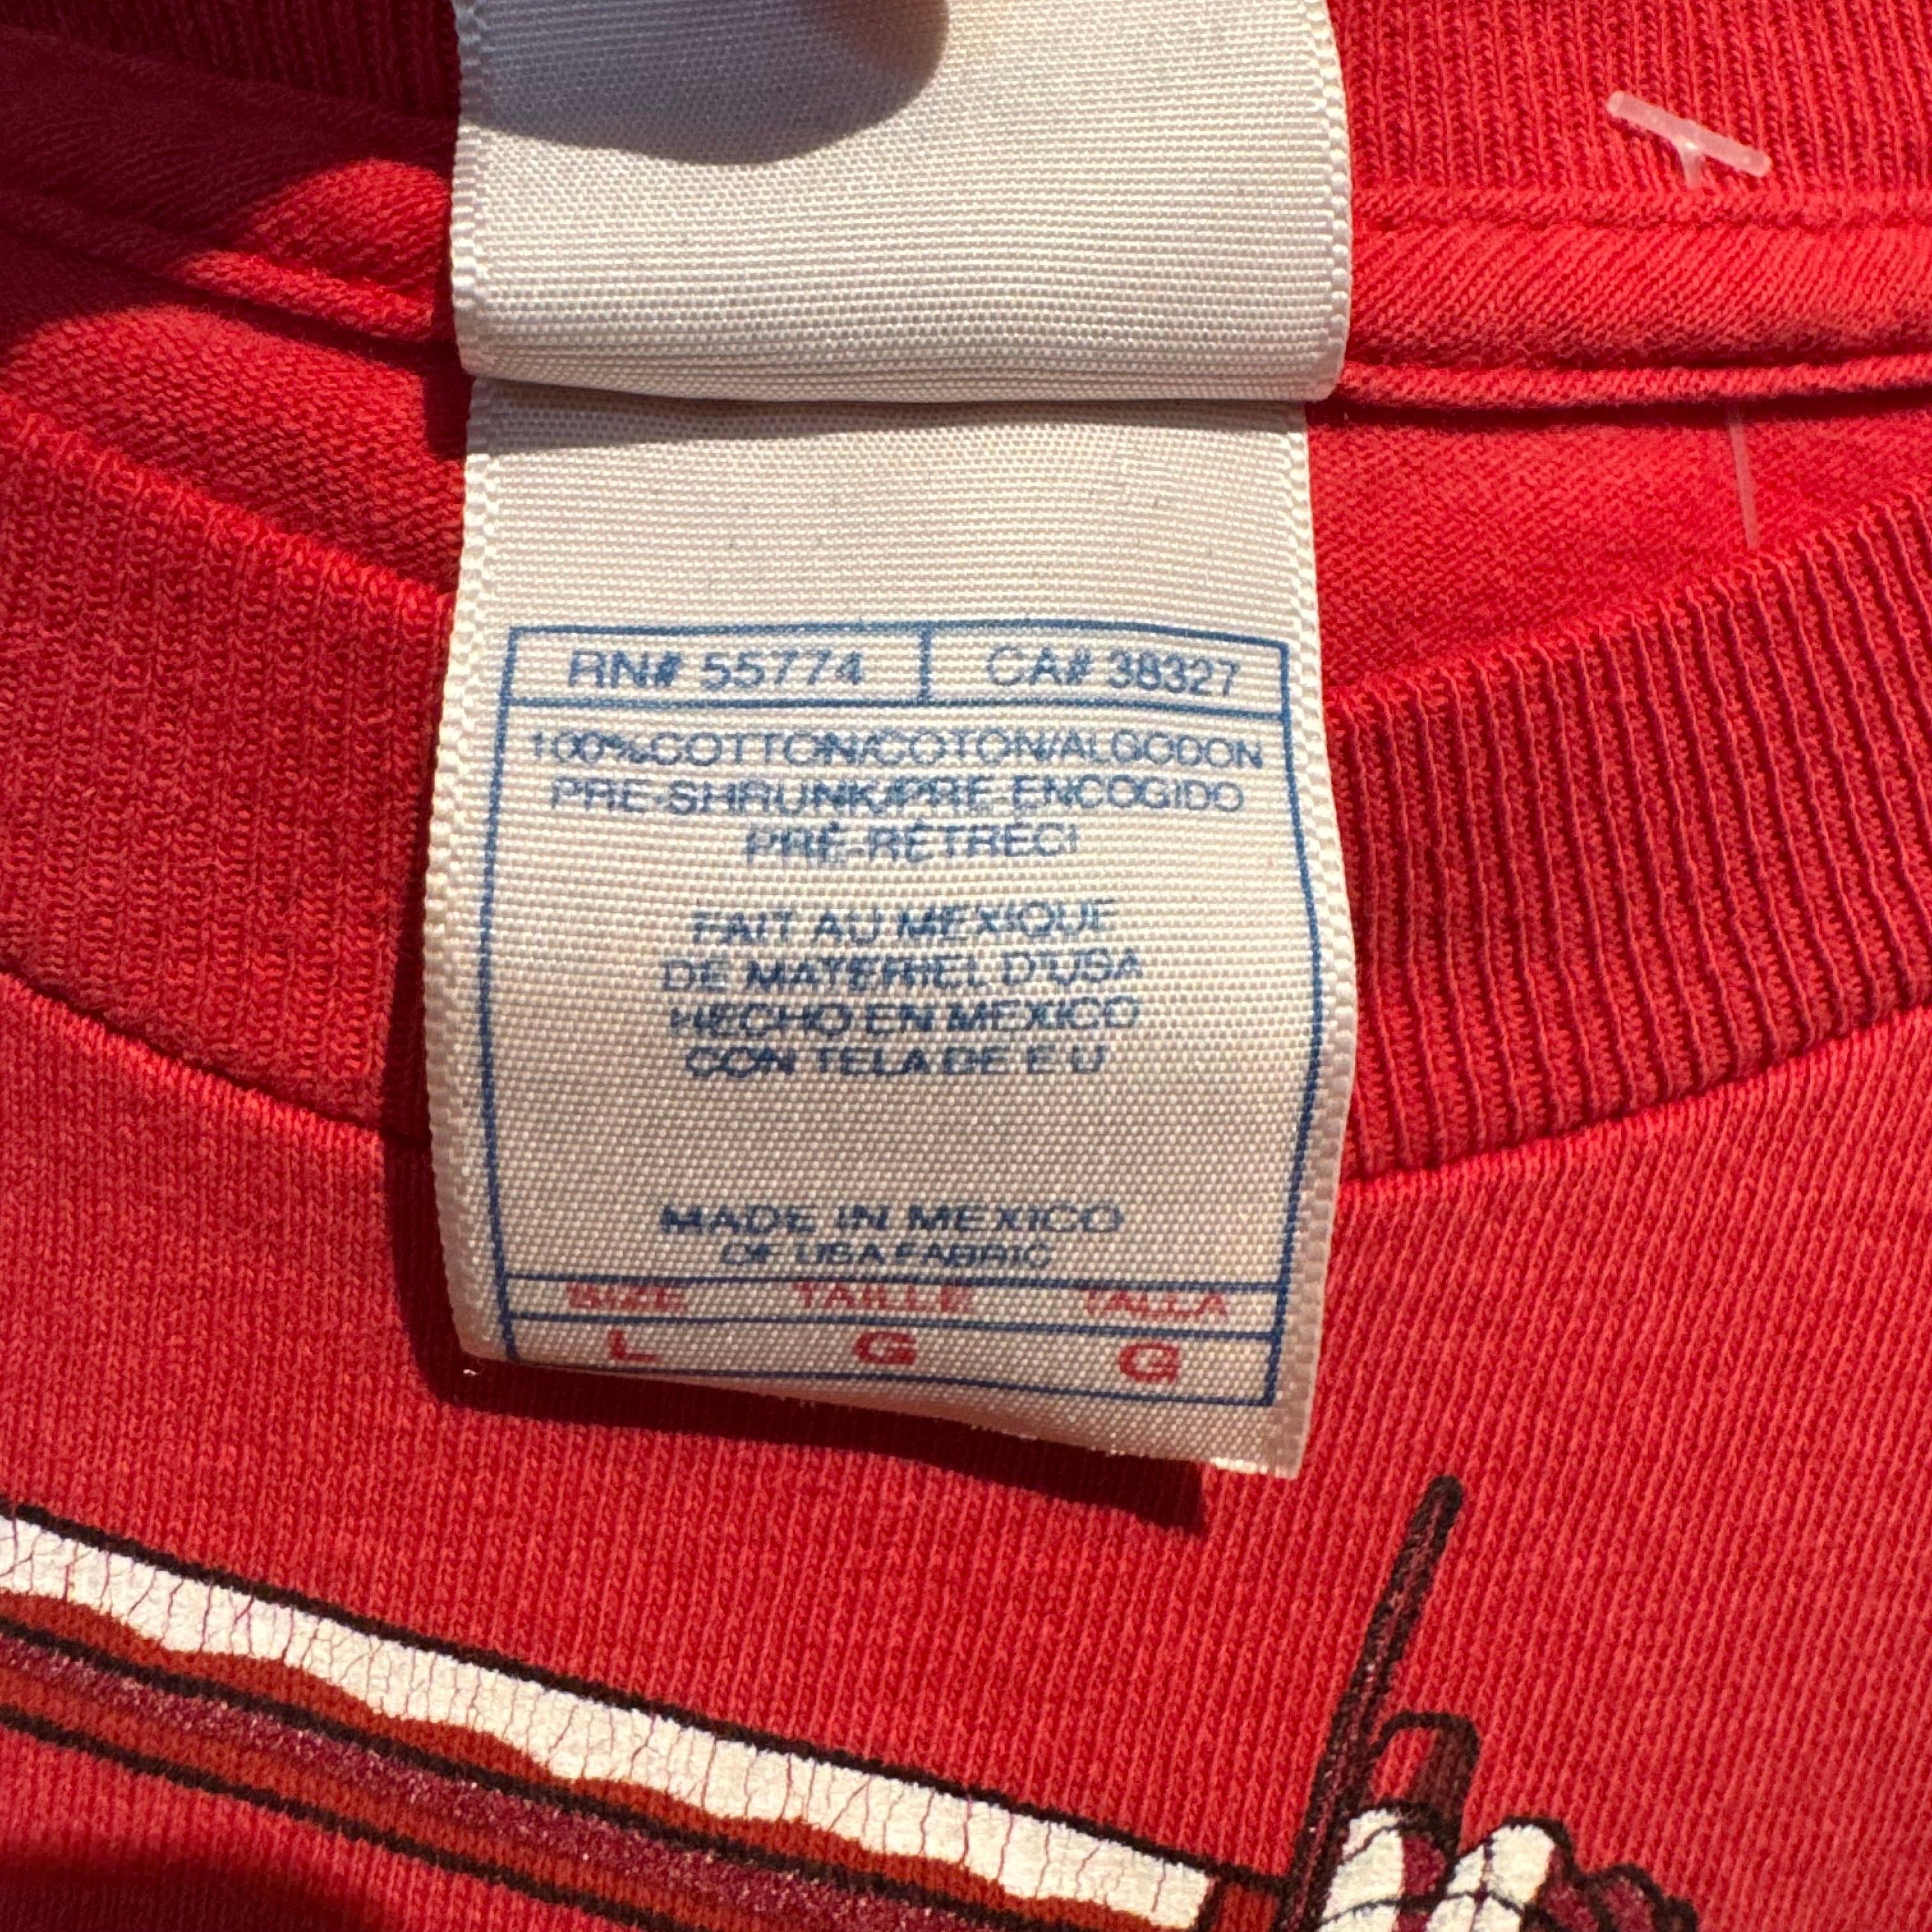 RN# 55774 CA# 38327
100%COTTON/COTON/ALGODON
PRE-SHRUNK/PRE-ENCOGIDO
PRÉ-RÉTRÉCI
FAIT AU MEXIQUE
DE MATERIEL D'USA
HECHO EN MEXICO
CON TELA DE E U
MADE IN MEXICO
OF USA FABRIC
SIZE TAILLE TALLA
L G G